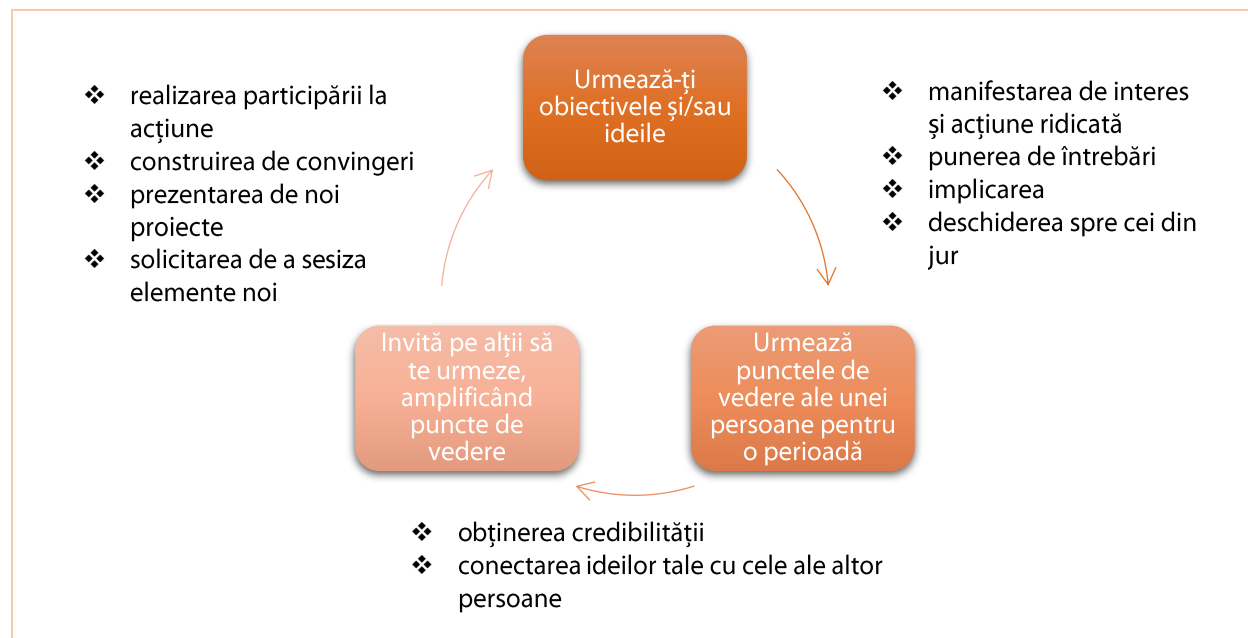 Urmează-ți
obiectivele și/sau
ideile
❖ realizarea participării la
acțiune
❖ construirea de convingeri
❖ prezentarea de noi
proiecte
❖ solicitarea de a sesiza
elemente noi
❖ manifestarea de interes
și acțiune ridicată
❖ punerea de întrebări
❖ implicarea
❖ deschiderea spre cei din
jur
Invită pe alții să
te urmeze,
amplificând
puncte de
vedere
Urmează
punctele de
vedere ale unei
persoane pentru
o perioadă
❖ obținerea credibilității
❖ conectarea ideilor tale cu cele ale altor
persoane